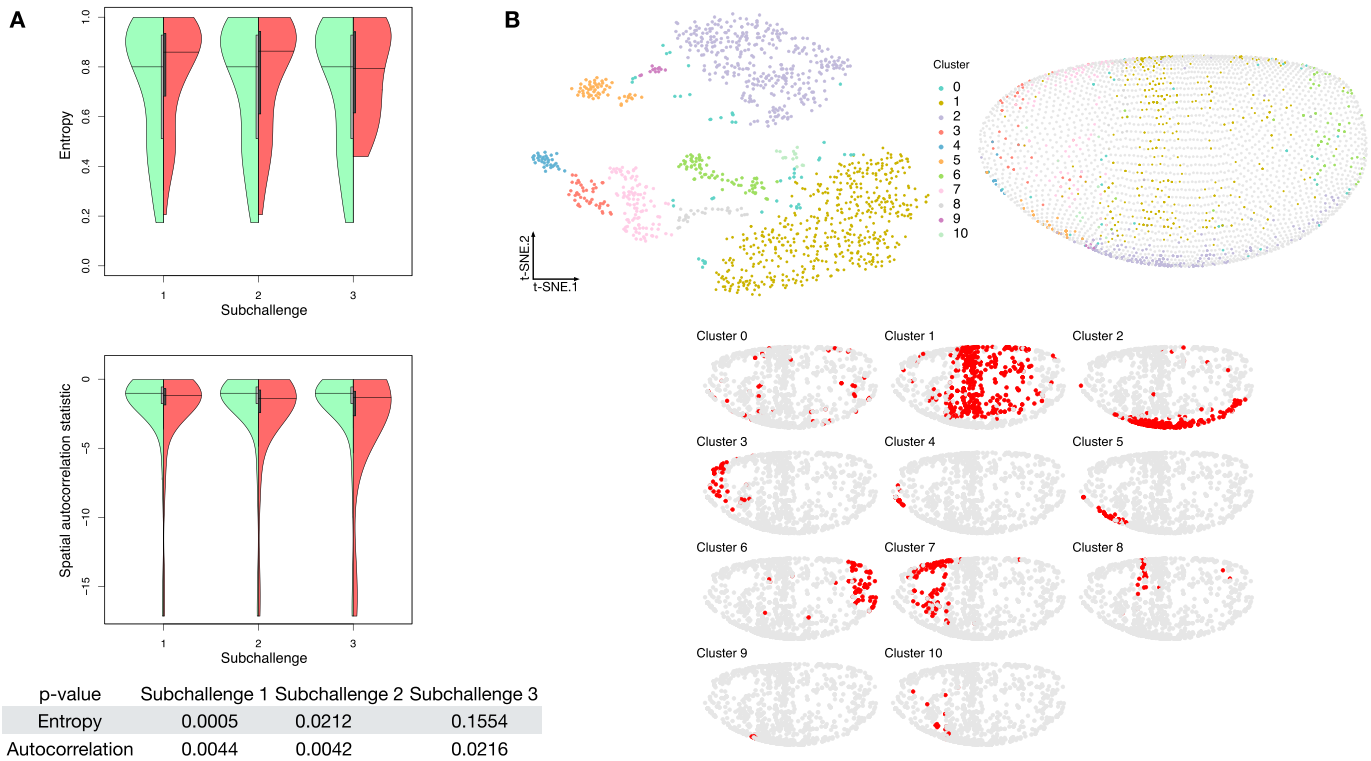 A
Entropy
1.0
0.8
0.6
0.4
0.2
0.0
1 2 3
Subchallenge
Spatial autocorrelation statistic
0
−5
−10
−15
1 2 3
Subchallenge
p-value Subchallenge 1 Subchallenge 2 Subchallenge 3
Entropy 0.0005 0.0212 0.1554
Autocorrelation 0.0044 0.0042 0.0216
B
t-SNE.2
t-SNE.1
Cluster
0
1
2
3
4
5
6
7
8
9
10
Cluster 0 Cluster 1 Cluster 2
Cluster 3 Cluster 4 Cluster 5
Cluster 6 Cluster 7 Cluster 8
Cluster 9 Cluster 10